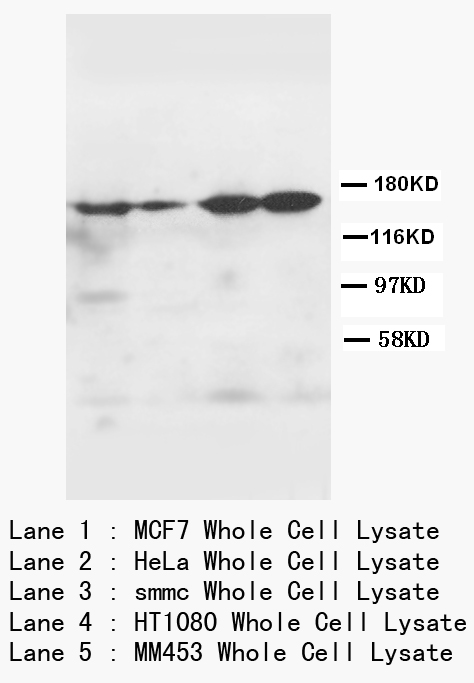 180KD
116KD
97KD
58KD
Lane 1 : MCF7 Whole Cell Lysate
Lane 2 : HeLa Whole Cell Lysate
Lane 3 : smmc Whole Cell Lysate
Lane 4 : HT1080 Whole Cell Lysate
Lane 5 : MM453 Whole Cell Lysate